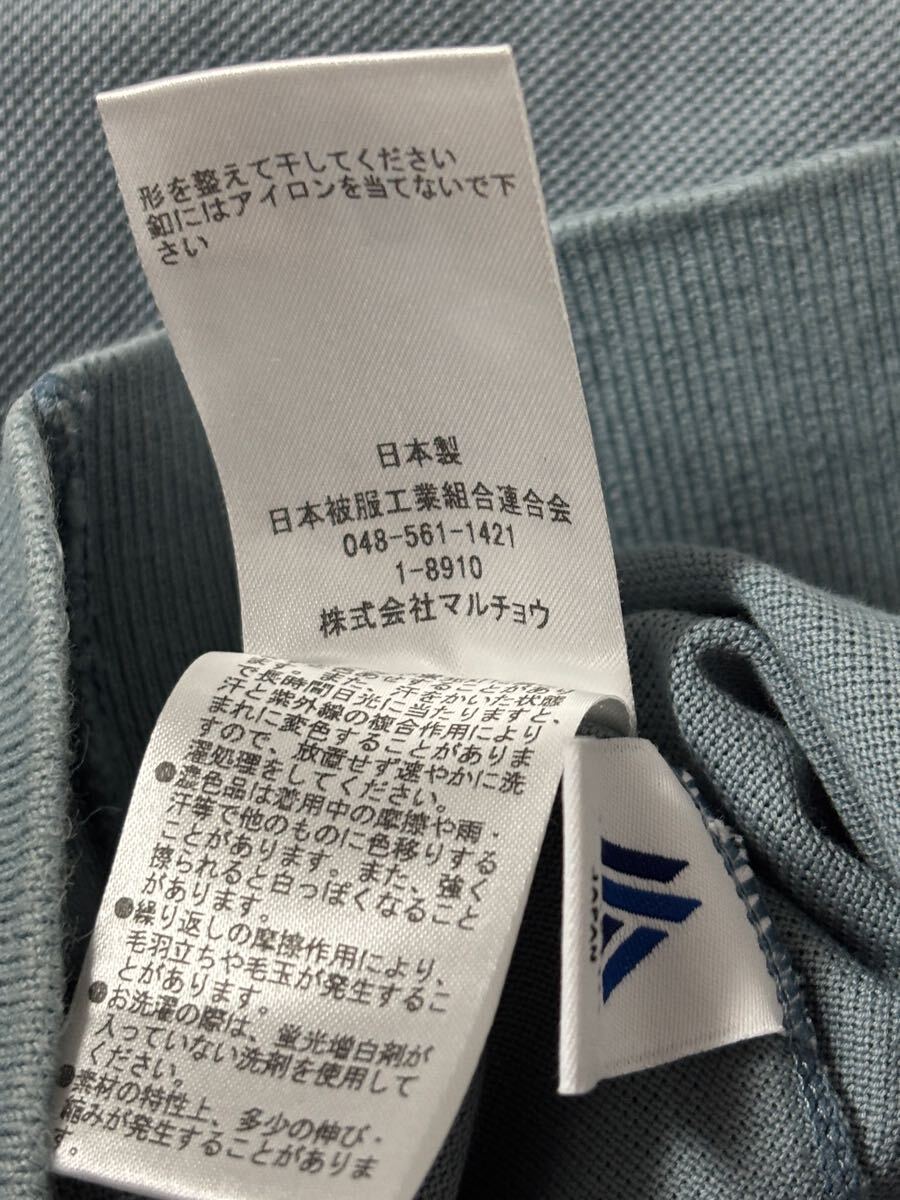 形を整えて干してください
釦にはアイロンを当てないで下
さい
日本製
日本被服工業組合連合会
048-561-1421
1-8910
株式会社マルチョウ
また、汗をかいた状態
で長時間日光に当たりますと、
汗と紫外線の複合作用により
まれに変色することがありま
すので、放置せず速やかに洗
濯処理をしてください。
●濃色品は着用中の摩擦や雨・
汗等で他のものに色移りする
ことがあります。また、強く
擦られると白っぽくなること
があります。
●繰り返しの摩擦作用により、
毛羽立ちや毛玉が発生するこ
とがあります
●お洗濯の際は、蛍光増白剤が
入っていない洗剤を使用して
ください。
●素材の特性上、多少の伸び・
縮みが発生することがありま
す。
JAPAN